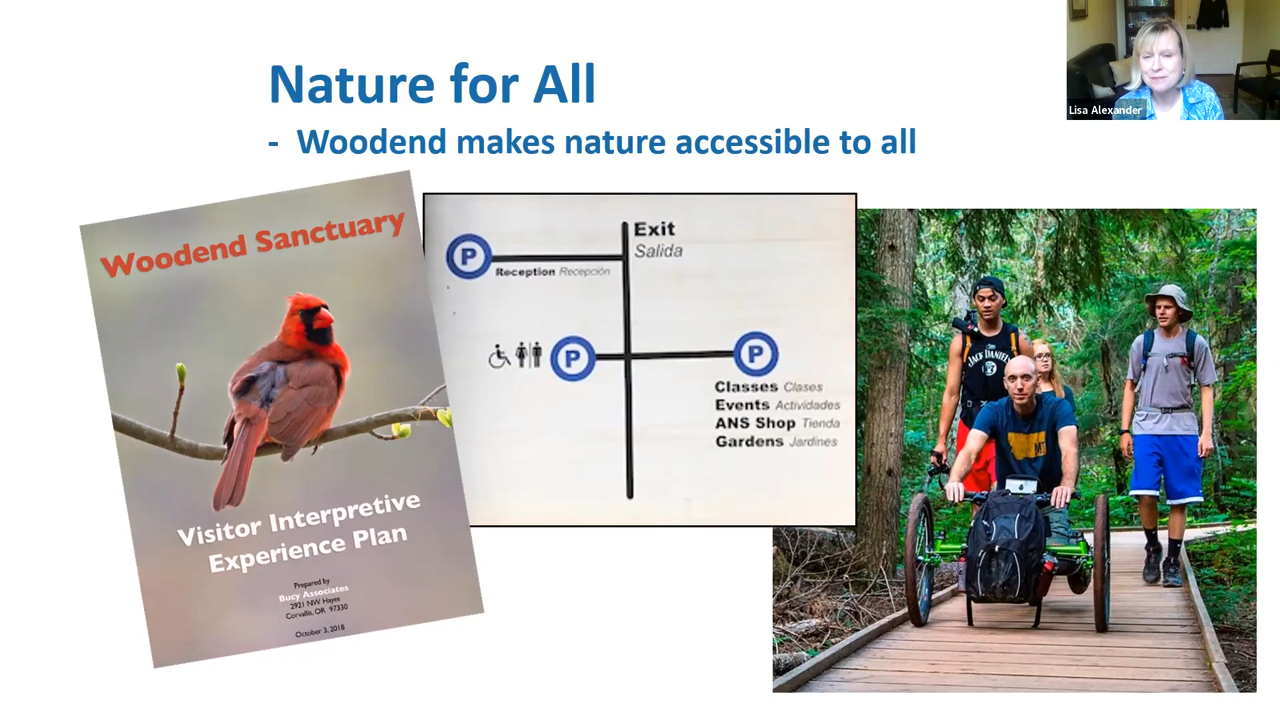 Nature for All
- Woodend makes nature accessible to all
Lisa Alexander
Woodend Sanctuary
Visitor Interpretive
Experience Plan
Prepared by
Bucy Associates
2921 NW Hayes
Corvallis, OR 97330
October 3, 2018
Exit
Salida
P
Reception Recepción
P
P
Classes Clases
Events Actividades
ANS Shop Tienda
Gardens Jardines
JACK DANIEL'S
MT